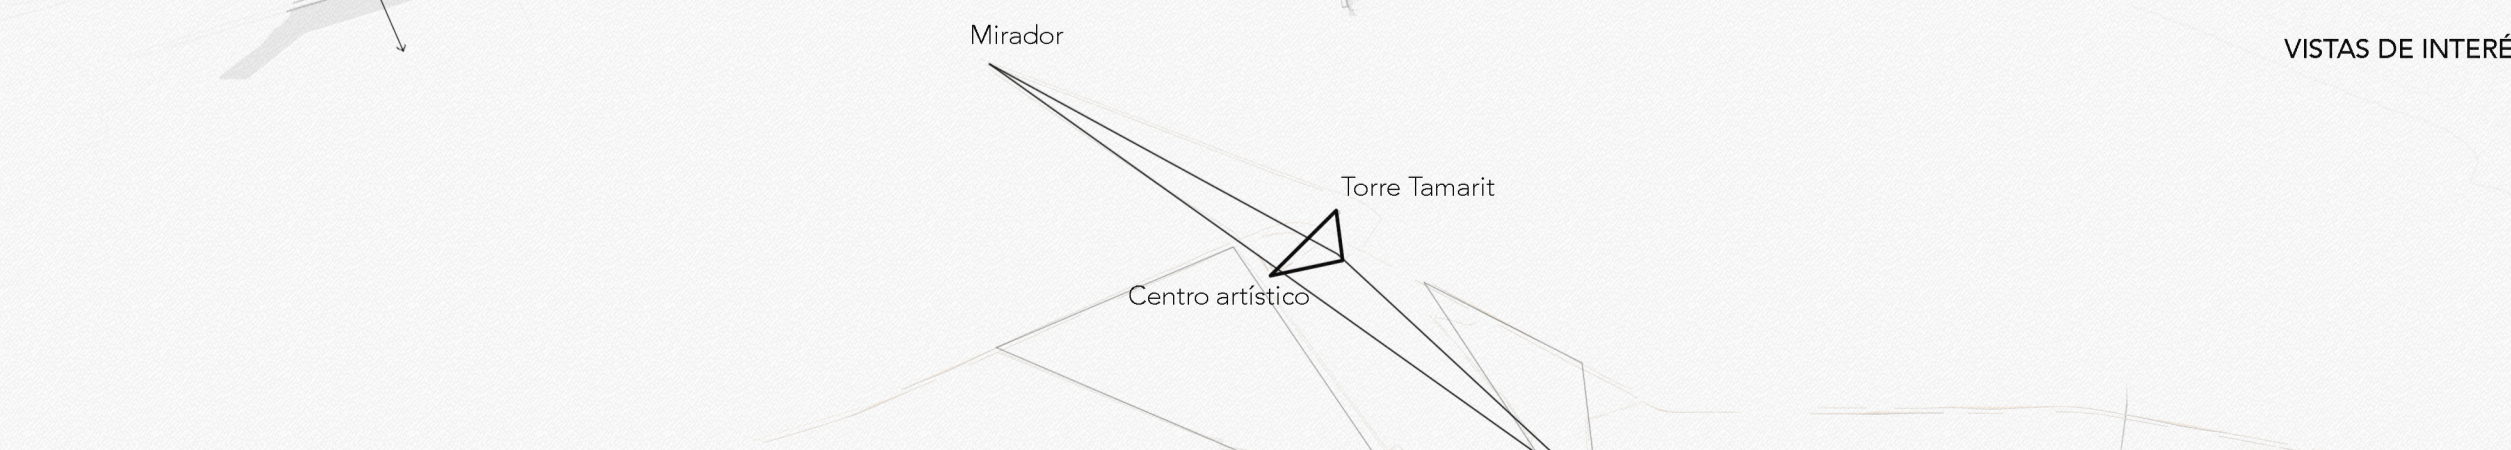 Mirador
VISTAS DE INTERÉ
Torre Tamarit
Centro artístico